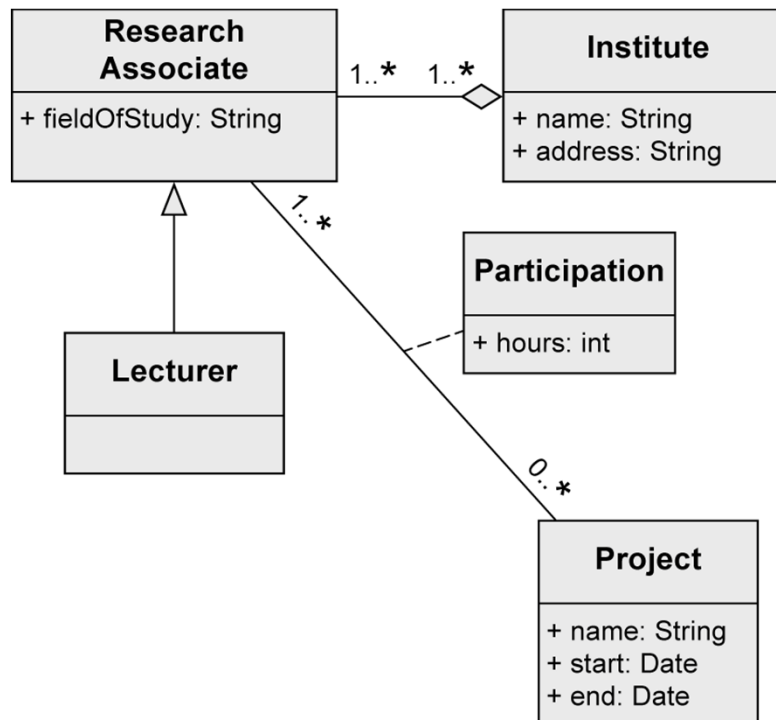 Research
Associate
+ fieldOfStudy: String
1..*
1..*
Institute
+ name: String
+ address: String
1..*
Participation
+ hours: int
Lecturer
0..*
Project
+ name: String
+ start: Date
+ end: Date